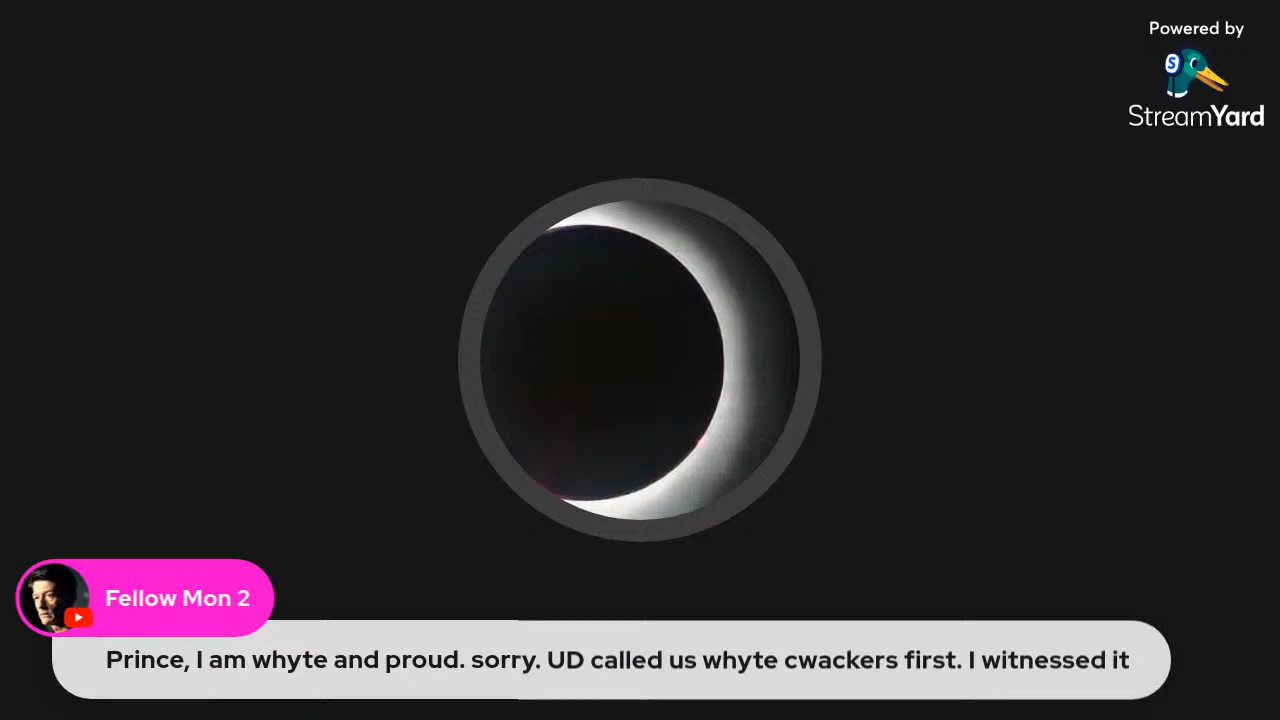 Powered by
S
StreamYard
Fellow Mon 2
Prince, I am whyte and proud. sorry. UD called us whyte cwackers first. I witnessed it